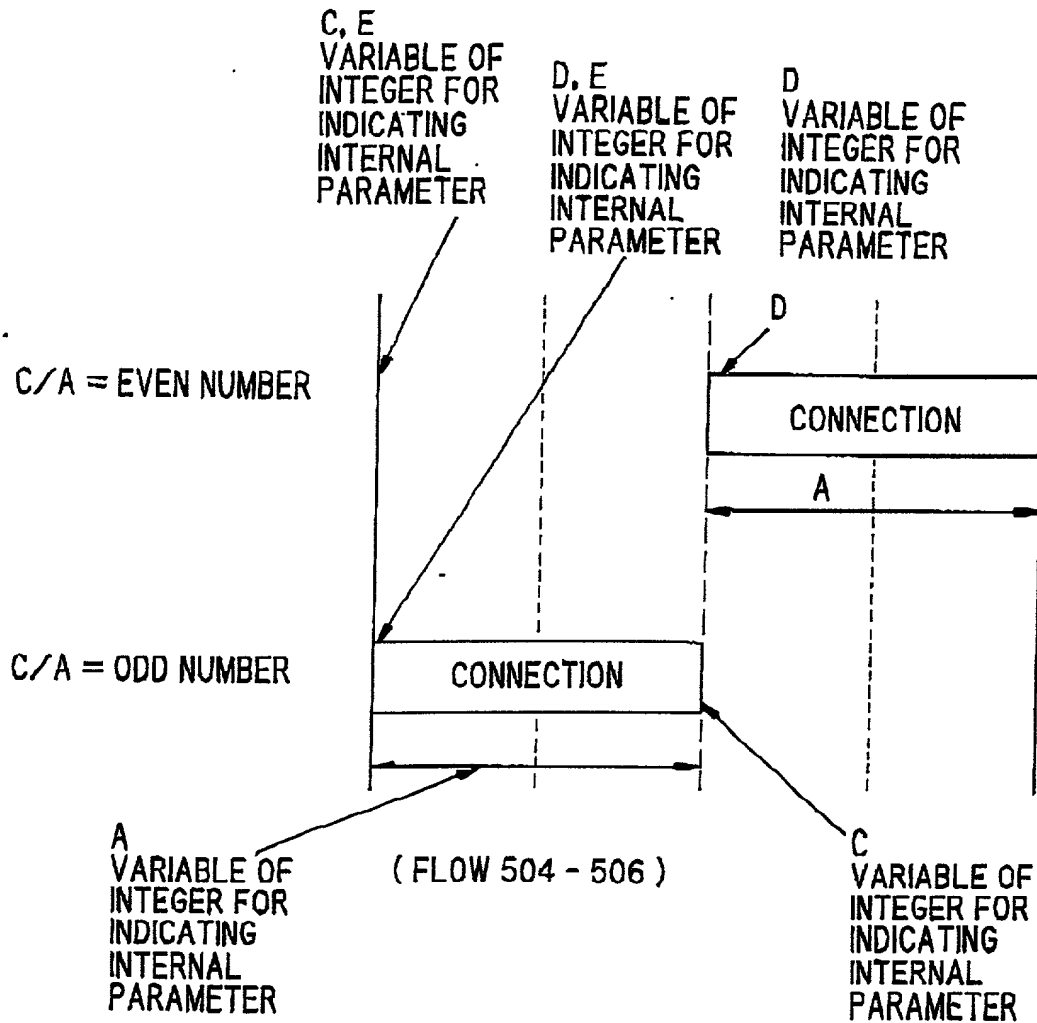 C, E
VARIABLE OF
INTEGER FOR
INDICATING
INTERNAL
PARAMETER
D, E
VARIABLE OF
INTEGER FOR
INDICATING
INTERNAL
PARAMETER
D
VARIABLE OF
INTEGER FOR
INDICATING
INTERNAL
PARAMETER
D
C/A = EVEN NUMBER
CONNECTION
A
C/A = ODD NUMBER
CONNECTION
A
VARIABLE OF
INTEGER FOR
INDICATING
INTERNAL
PARAMETER
( FLOW 504 - 506 )
C
VARIABLE OF
INTEGER FOR
INDICATING
INTERNAL
PARAMETER